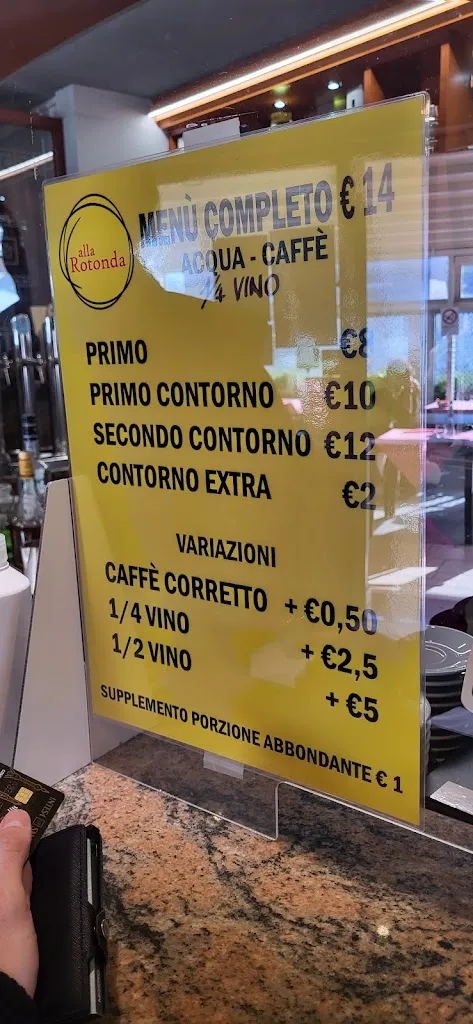 alla
Rotonda
MENÙ COMPLETO € 14
ACQUA - CAFFÈ
1/4 VINO
PRIMO €8
PRIMO CONTORNO €10
SECONDO CONTORNO €12
CONTORNO EXTRA €2
VARIAZIONI
CAFFÈ CORRETTO + €0,50
1/4 VINO + €2,5
1/2 VINO + €5
SUPPLEMENTO PORZIONE ABBONDANTE € 1